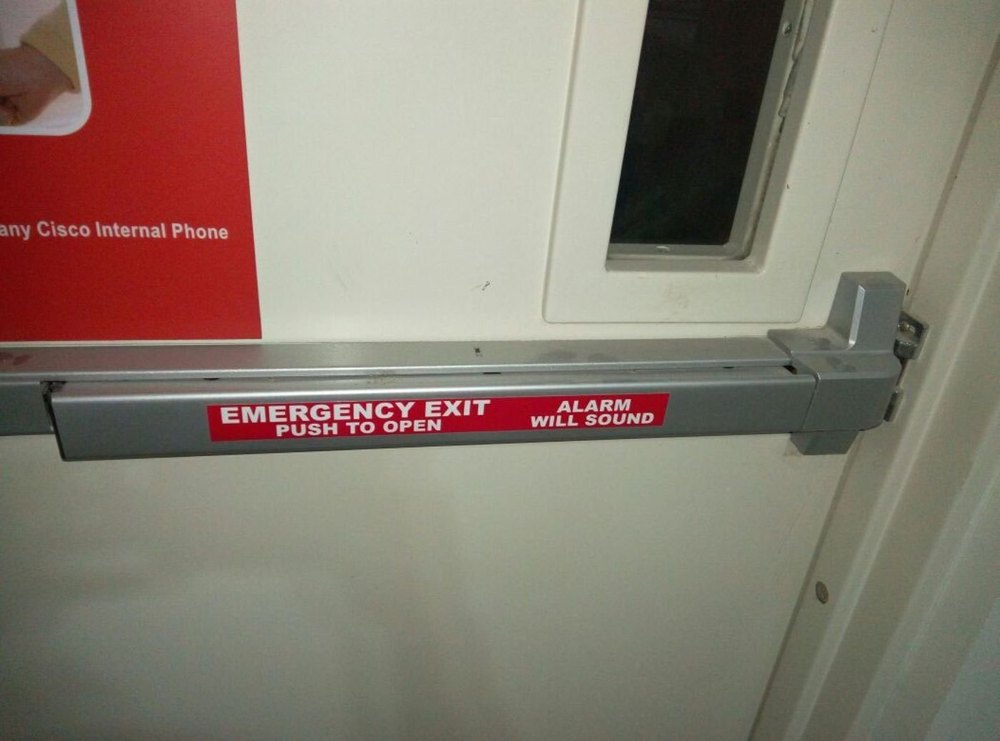 any Cisco Internal Phone
EMERGENCY EXIT
PUSH TO OPEN
ALARM
WILL SOUND